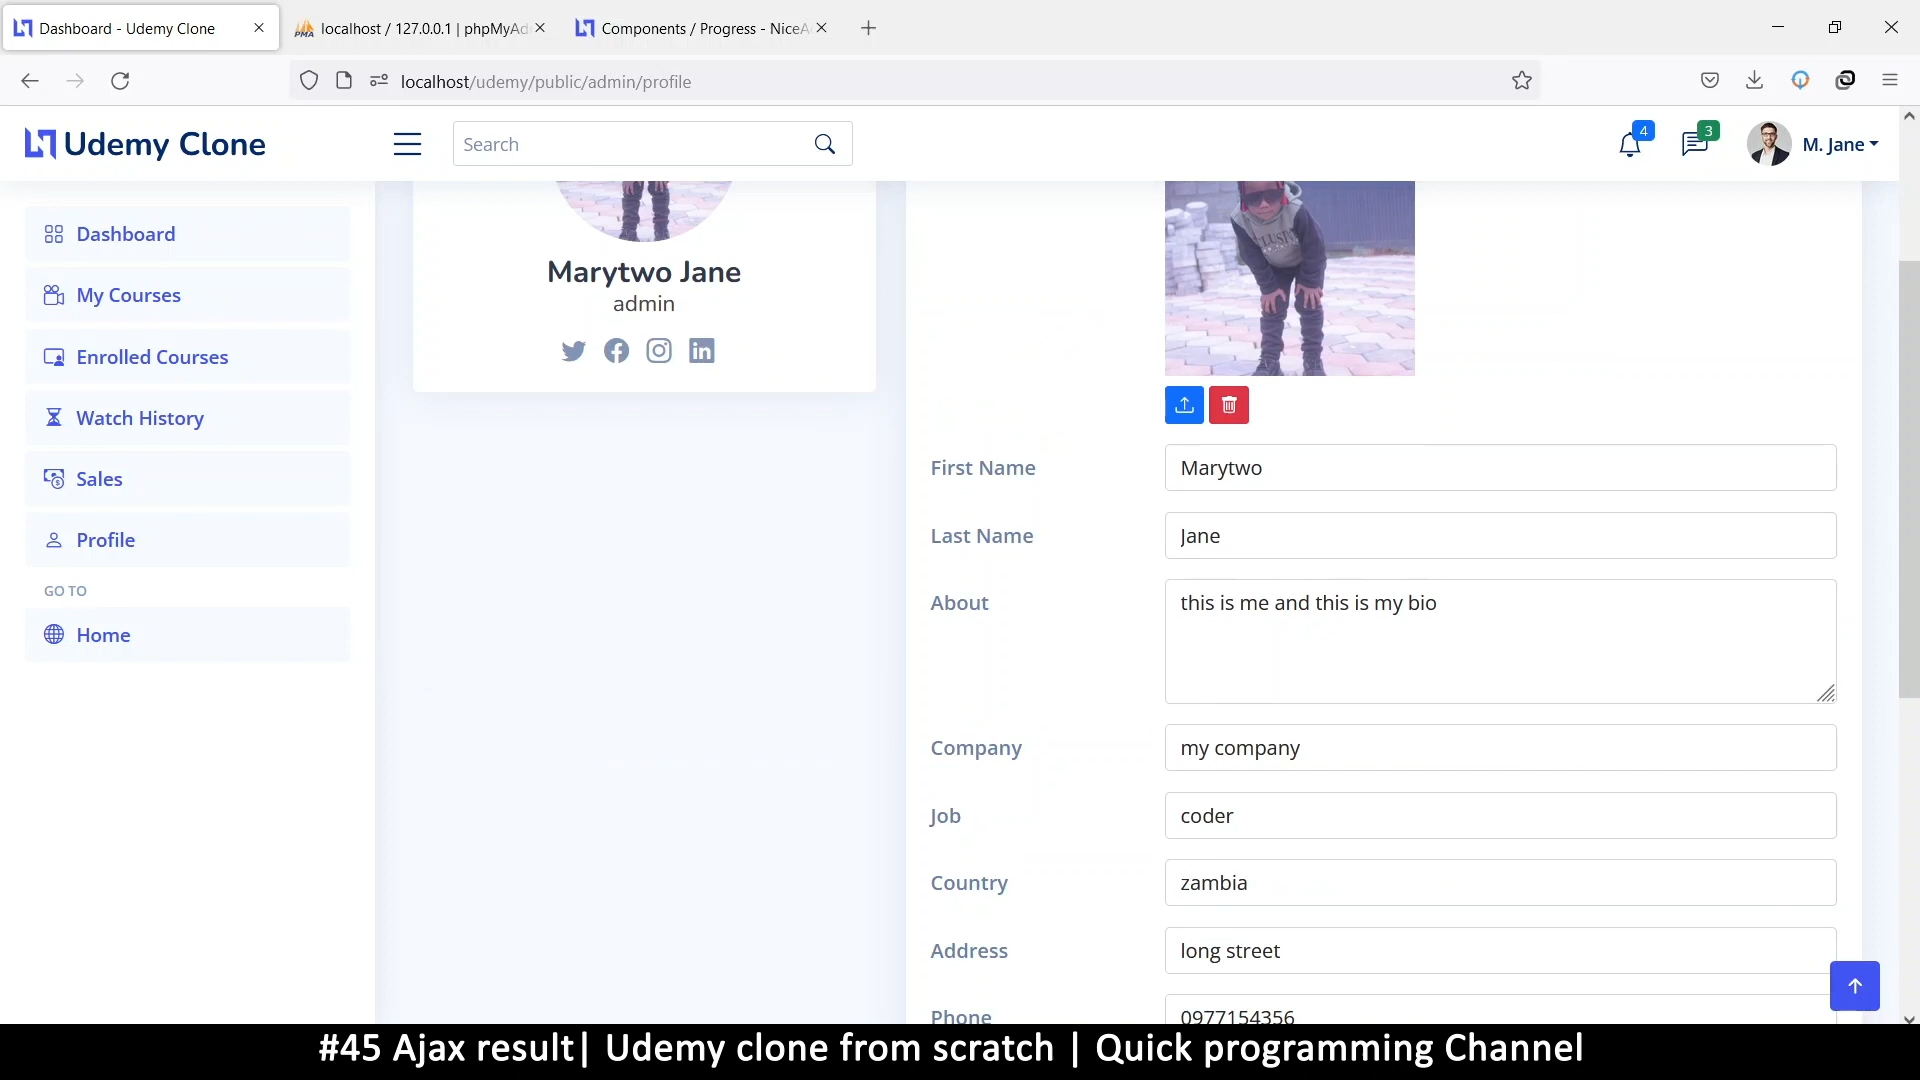 Dashboard - Udemy Clone
localhost / 127.0.0.1 | phpMyAd
Components / Progress - NiceA
localhost/udemy/public/admin/profile
Udemy Clone
Search
4
3
M. Jane
Dashboard
My Courses
Enrolled Courses
Watch History
Sales
Profile
GO TO
Home
Marytwo Jane
admin
First Name
Marytwo
Last Name
Jane
About
this is me and this is my bio
Company
my company
Job
coder
Country
zambia
Address
long street
Phone
0977154356
#45 Ajax result| Udemy clone from scratch | Quick programming Channel